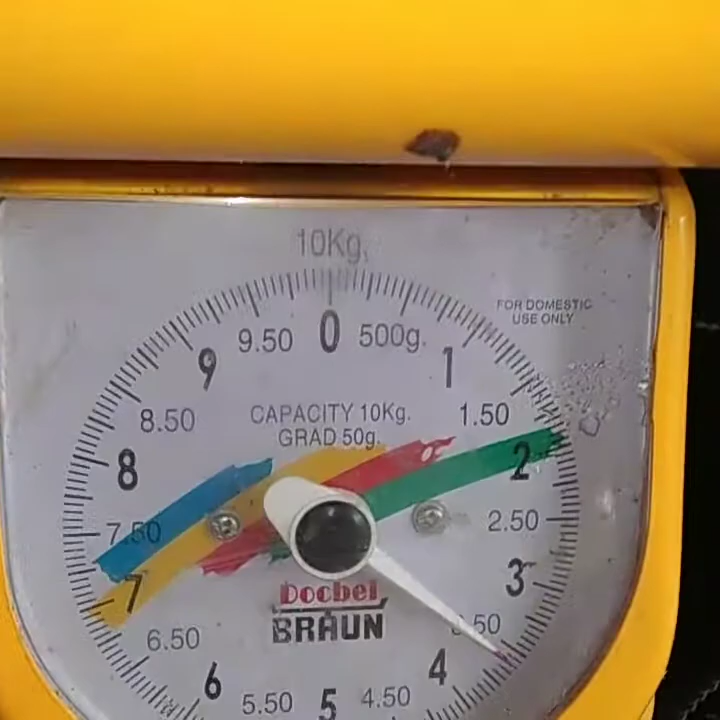 10Kg.
FOR DOMESTIC
USE ONLY
0
500g.
1
1.50
2
2.50
3
3.50
4
4.50
5
5.50
6
6.50
7
7.50
8
8.50
9
9.50
CAPACITY 10Kg.
GRAD 50g.
Docbel
BRAUN